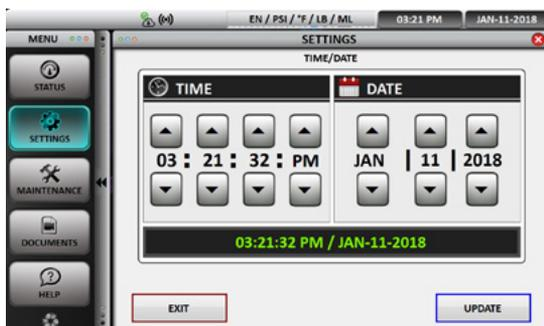 EN / PSI / °F / LB / ML 03:21 PM JAN-11-2018
MENU SETTINGS
TIME/DATE
STATUS
SETTINGS
MAINTENANCE
DOCUMENTS
HELP
TIME
03 : 21 : 32 : PM
DATE
JAN | 11 | 2018
03:21:32 PM / JAN-11-2018
EXIT UPDATE